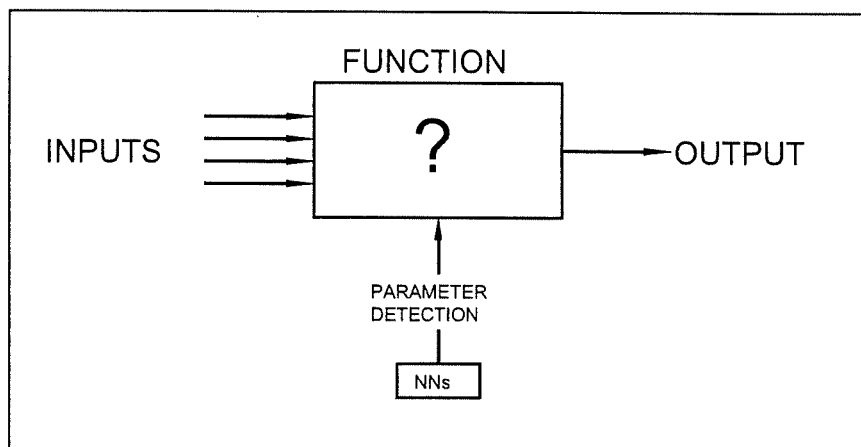 FUNCTION
INPUTS
?
OUTPUT
PARAMETER
DETECTION
NNs